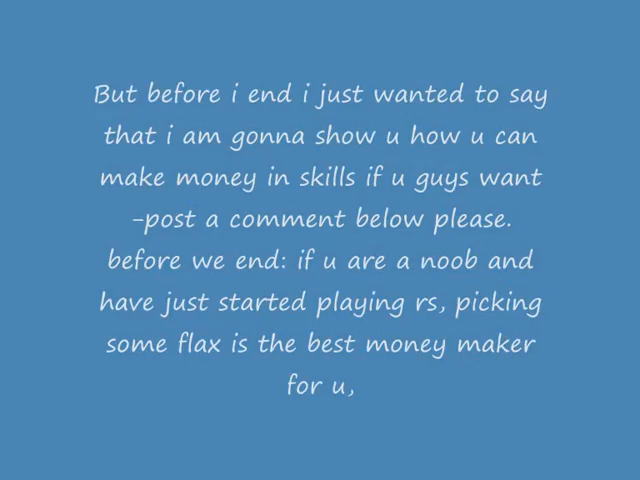 But before i end i just wanted to say
that i am gonna show u how u can
make money in skills if u guys want
-post a comment below please.
before we end: if u are a noob and
have just started playing rs, picking
some flax is the best money maker
for u,